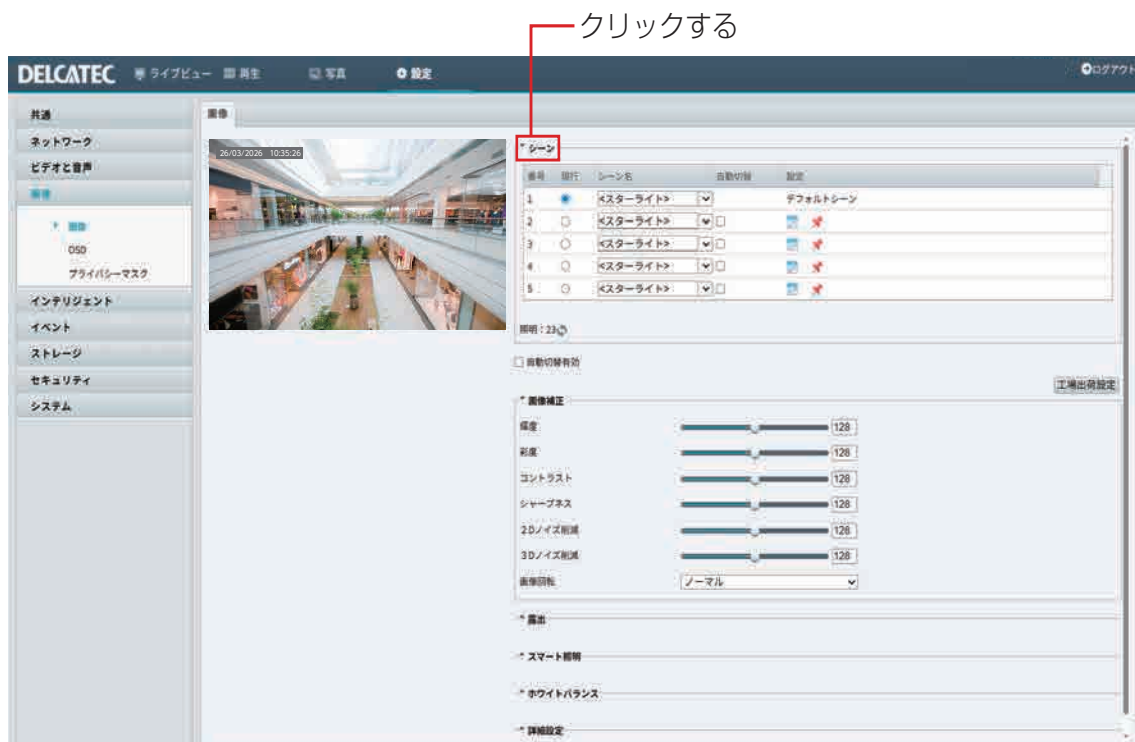 クリックする
DELCATEC ライブビュー 再生 写真 設定 ログアウト
共通
ネットワーク
ビデオと音声
画像
画像
OSD
プライバシーマスク
インテリジェント
イベント
ストレージ
セキュリティ
システム
画像
26/03/2026 10:35:26
シーン
番号 現行 シーン名 自動切替 設定
1 <スターライト> デフォルトシーン
2 <スターライト>
3 <スターライト>
4 <スターライト>
5 <スターライト>
照明:23
自動切替有効
工場出荷設定
画像補正
輝度 128
彩度 128
コントラスト 128
シャープネス 128
2Dノイズ削減 128
3Dノイズ削減 128
画像回転 ノーマル
露出
スマート照明
ホワイトバランス
詳細設定